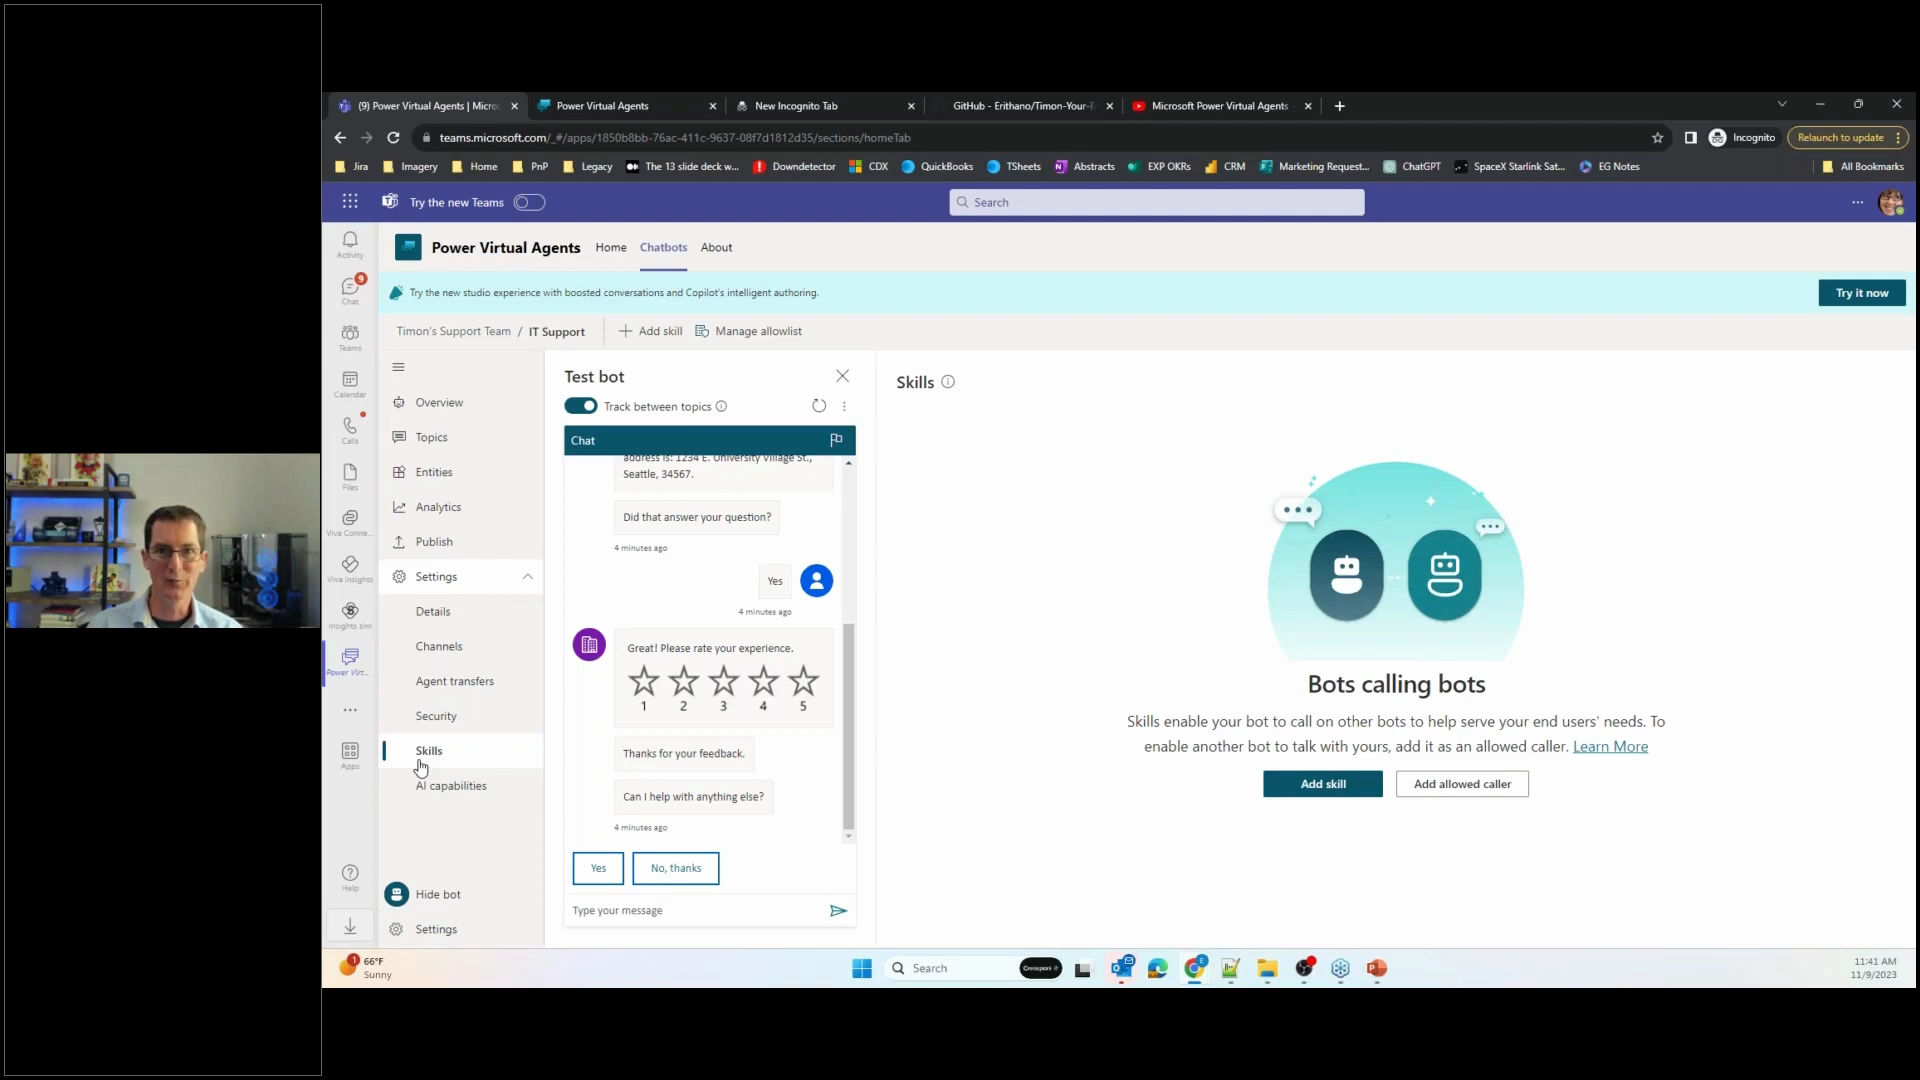 (9) Power Virtual Agents | Micro
Power Virtual Agents
New Incognito Tab
GitHub - Erithano/Timon-Your-
Microsoft Power Virtual Agents
teams.microsoft.com/_#/apps/1850b8bb-76ac-411c-9637-08f7d1812d35/sections/homeTab
Incognito
Relaunch to update
Jira
Imagery
Home
PnP
Legacy
The 13 slide deck w...
Downdetector
CDX
QuickBooks
TSheets
Abstracts
EXP OKRs
CRM
Marketing Request...
ChatGPT
SpaceX Starlink Sat...
EG Notes
All Bookmarks
Try the new Teams
Search
Activity
9
Chat
Teams
Calendar
Calls
Files
Viva Conne...
Viva Insights
Insights sim
Power Virt...
Apps
Help
Power Virtual Agents
Home
Chatbots
About
Try the new studio experience with boosted conversations and Copilot's intelligent authoring.
Try it now
Timon's Support Team / IT Support
Add skill
Manage allowlist
Overview
Topics
Entities
Analytics
Publish
Settings
Details
Channels
Agent transfers
Security
Skills
AI capabilities
Hide bot
Settings
Test bot
Track between topics
Chat
address is: 1234 E. University Village St.,
Seattle, 34567.
Did that answer your question?
4 minutes ago
Yes
4 minutes ago
Great! Please rate your experience.
1 2 3 4 5
Thanks for your feedback.
Can I help with anything else?
4 minutes ago
Yes
No, thanks
Type your message
Skills
Bots calling bots
Skills enable your bot to call on other bots to help serve your end users' needs. To
enable another bot to talk with yours, add it as an allowed caller. Learn More
Add skill
Add allowed caller
1
66°F
Sunny
Search
11:41 AM
11/9/2023